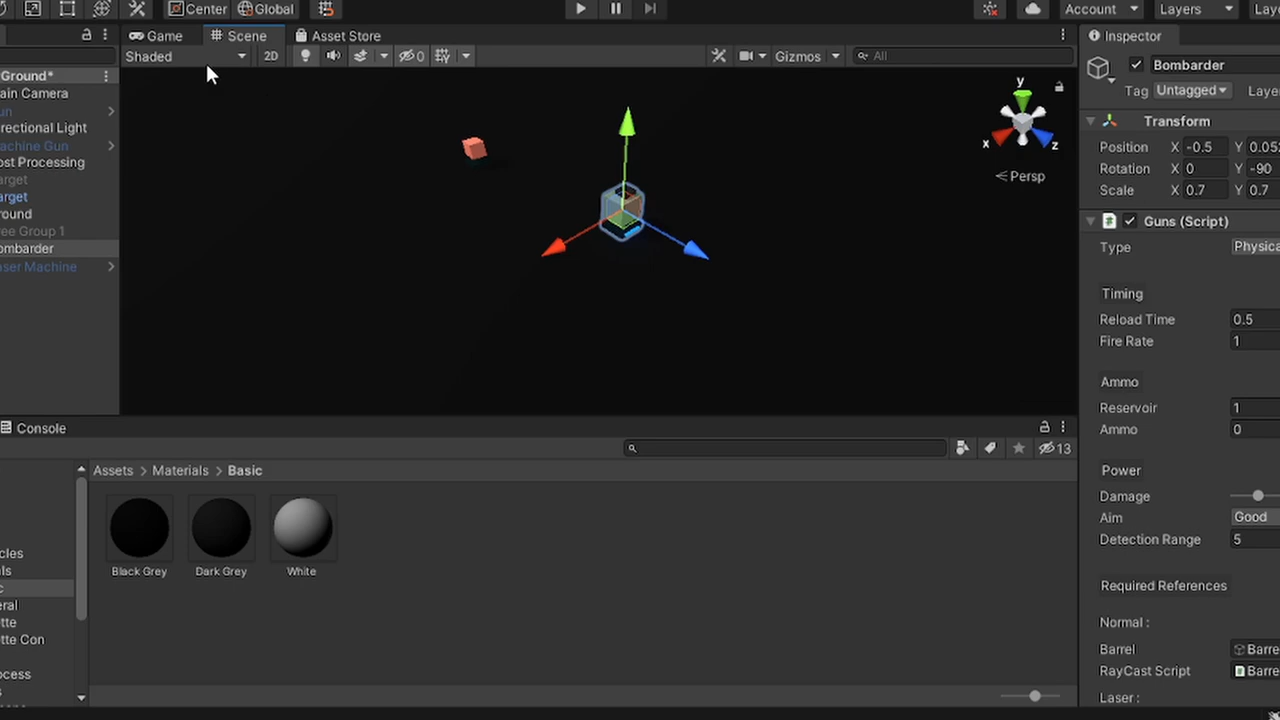 Center Global
Account Layers Laye
Game Scene Asset Store
Shaded 2D 0 Gizmos All
Ground*
ain Camera
un
rectional Light
achine Gun
ost Processing
arget
arget
round
ree Group 1
ombarder
aser Machine
y
x z
Persp
Inspector
Bombarder
Tag Untagged Laye
Transform
Position X -0.5 Y 0.05
Rotation X 0 Y -90
Scale X 0.7 Y 0.7
Guns (Script)
Type Physica
Timing
Reload Time 0.5
Fire Rate 1
Ammo
Reservoir 1
Ammo 0
Power
Damage
Aim Good
Detection Range 5
Required References
Normal :
Barrel Barre
RayCast Script Barre
Laser :
Console
13
Assets > Materials > Basic
Black Grey Dark Grey White
cles
ls
c
eral
tte
tte Con
ocess
s